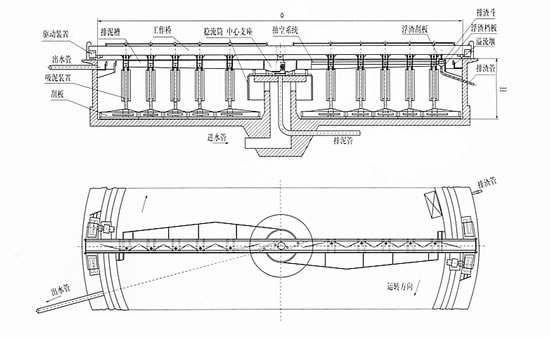 Φ
排泥槽
工作桥
稳流筒
中心支座
抽空系统
浮渣刮板
排渣斗
浮渣档板
溢流堰
驱动装置
出水管
吸泥装置
刮板
排渣管
H
进水管
排泥管
排渣管
出水管
运转方向